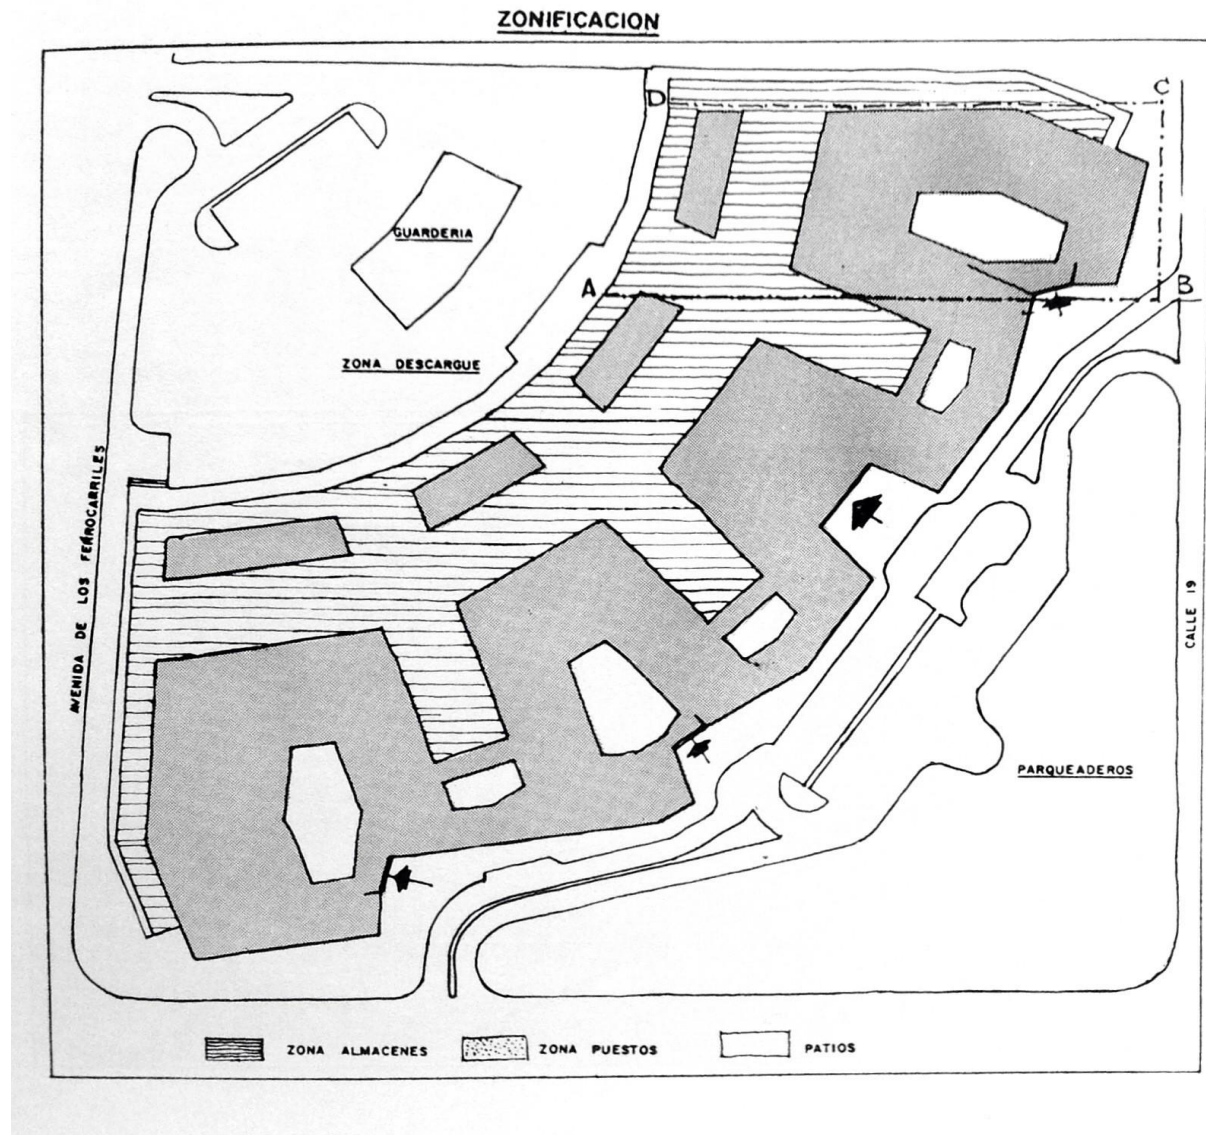 ZONIFICACION
D
C
GUARDERIA
A
B
ZONA DESCARGUE
AVENIDA DE LOS FERROCARRILES
CALLE 19
PARQUEADEROS
ZONA ALMACENES
ZONA PUESTOS
PATIOS